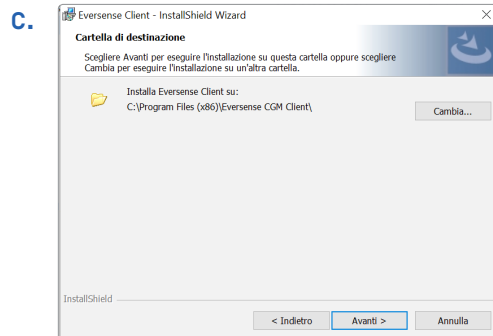 C.
Eversense Client - InstallShield Wizard
Cartella di destinazione
Scegliere Avanti per eseguire l'installazione su questa cartella oppure scegliere
Cambia per eseguire l'installazione su un'altra cartella.
Installa Eversense Client su:
C:\Program Files (x86)\Eversense CGM Client\
Cambia...
InstallShield
< Indietro
Avanti >
Annulla